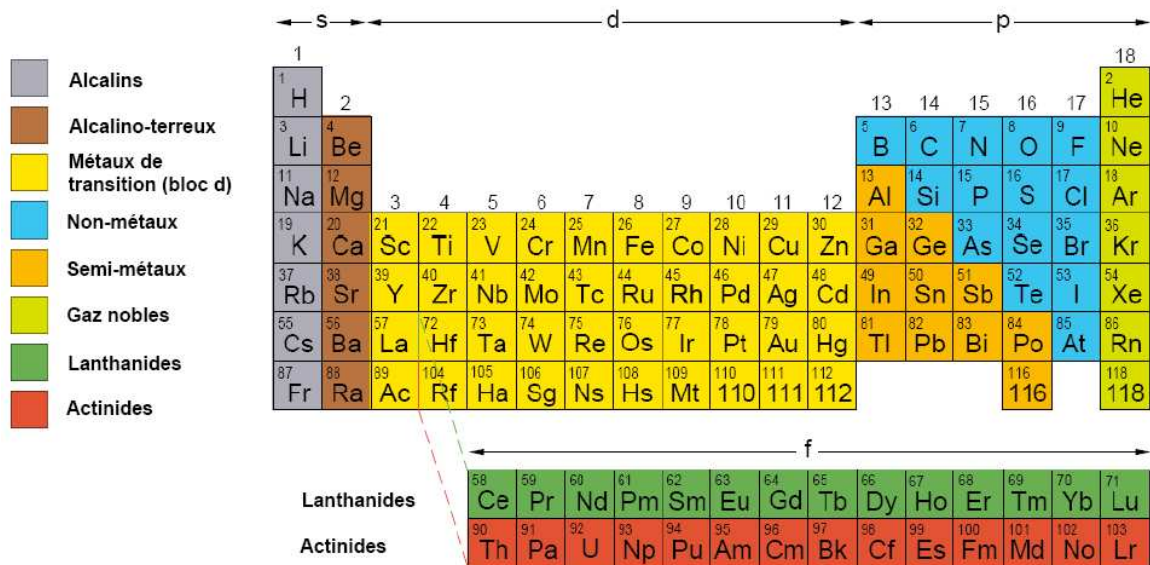 s d p
1 18
Alcalins
1 H 2 He
2 13 14 15 16 17
Alcalino-terreux
3 Li 4 Be 5 B 6 C 7 N 8 O 9 F 10 Ne
Métaux de
transition (bloc d)
11 Na 12 Mg 13 Al 14 Si 15 P 16 S 17 Cl 18 Ar
3 4 5 6 7 8 9 10 11 12
Non-métaux
19 K 20 Ca 21 Sc 22 Ti 23 V 24 Cr 25 Mn 26 Fe 27 Co 28 Ni 29 Cu 30 Zn 31 Ga 32 Ge 33 As 34 Se 35 Br 36 Kr
Semi-métaux
37 Rb 38 Sr 39 Y 40 Zr 41 Nb 42 Mo 43 Tc 44 Ru 45 Rh 46 Pd 47 Ag 48 Cd 49 In 50 Sn 51 Sb 52 Te 53 I 54 Xe
Gaz nobles
55 Cs 56 Ba 57 La 72 Hf 73 Ta 74 W 75 Re 76 Os 77 Ir 78 Pt 79 Au 80 Hg 81 Tl 82 Pb 83 Bi 84 Po 85 At 86 Rn
Lanthanides
87 Fr 88 Ra 89 Ac 104 Rf 105 Ha 106 Sg 107 Ns 108 Hs 109 Mt 110 110 111 111 112 112 116 116 118 118
Actinides
f
Lanthanides 58 Ce 59 Pr 60 Nd 61 Pm 62 Sm 63 Eu 64 Gd 65 Tb 66 Dy 67 Ho 68 Er 69 Tm 70 Yb 71 Lu
Actinides 90 Th 91 Pa 92 U 93 Np 94 Pu 95 Am 96 Cm 97 Bk 98 Cf 99 Es 100 Fm 101 Md 102 No 103 Lr